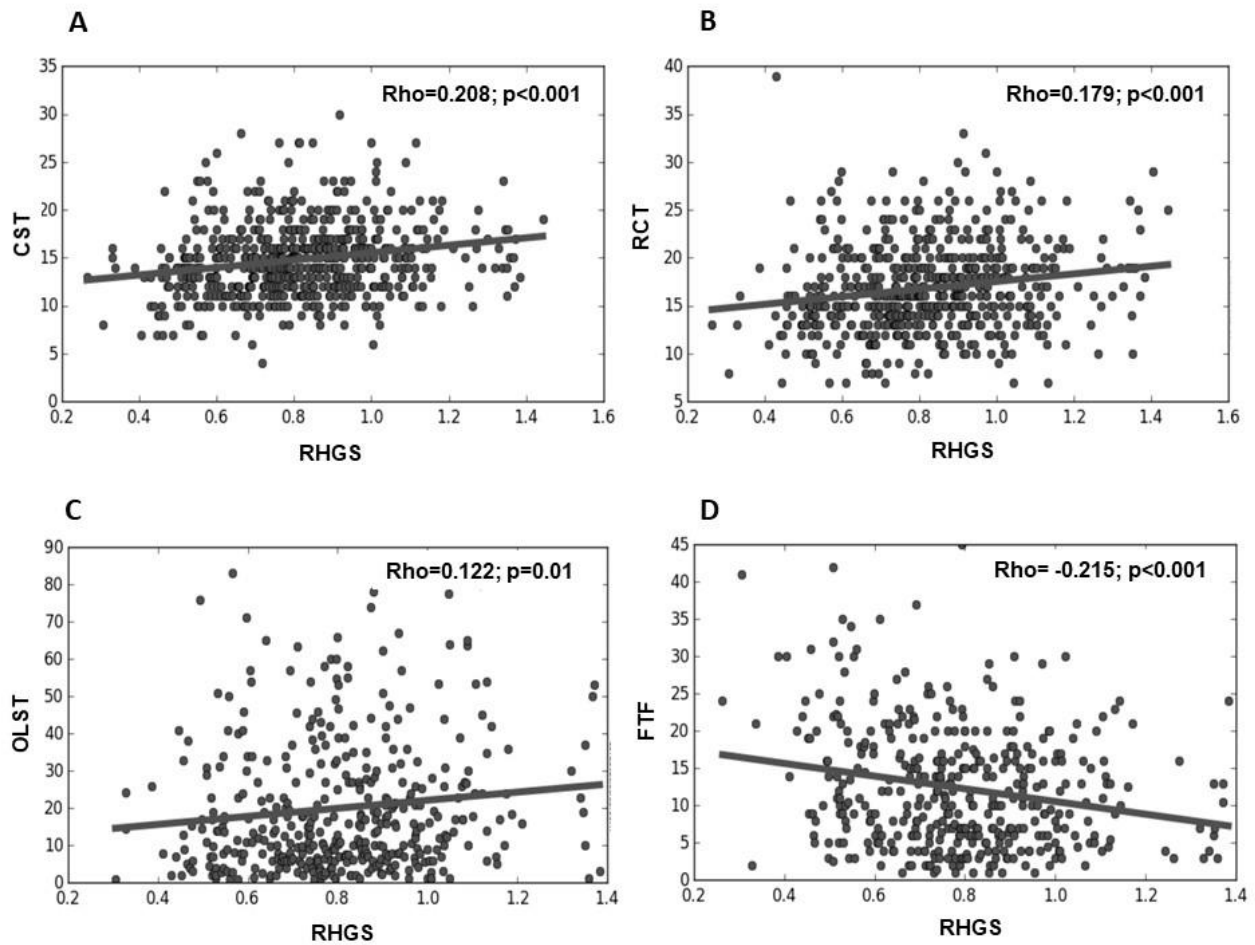 A
Rho=0.208; p<0.001
35
30
25
20
15
10
5
0
CST
0.2 0.4 0.6 0.8 1.0 1.2 1.4 1.6
RHGS
B
Rho=0.179; p<0.001
40
35
30
25
20
15
10
5
RCT
0.2 0.4 0.6 0.8 1.0 1.2 1.4 1.6
RHGS
C
Rho=0.122; p=0.01
90
80
70
60
50
40
30
20
10
0
OLST
0.2 0.4 0.6 0.8 1.0 1.2 1.4
RHGS
D
Rho= -0.215; p<0.001
45
40
35
30
25
20
15
10
5
0
FTF
0.2 0.4 0.6 0.8 1.0 1.2 1.4
RHGS